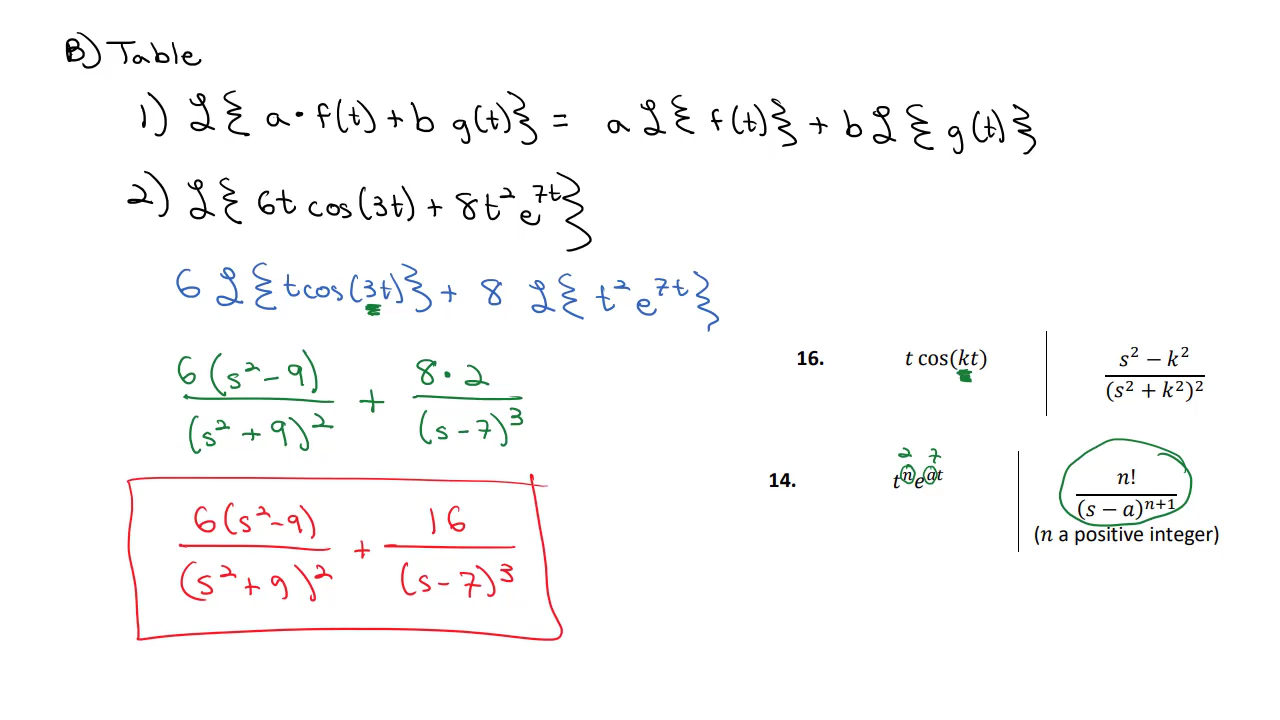 B) Table
1) ℒ{ a · f(t) + b g(t)} = a ℒ{ f(t)} + b ℒ{ g(t)}
2) ℒ{ 6t cos(3t) + 8t² e^{7t}}
6 ℒ{ t cos(3t)} + 8 ℒ{ t² e^{7t}}
6(s² − 9)/(s² + 9)² + 8 · 2/(s − 7)³
6(s² − 9)/(s² + 9)² + 16/(s − 7)³
16. t cos(kt) (s² − k²)/(s² + k²)²
2 7
14. tⁿe^{at} n!/(s − a)^{n+1}
(n a positive integer)